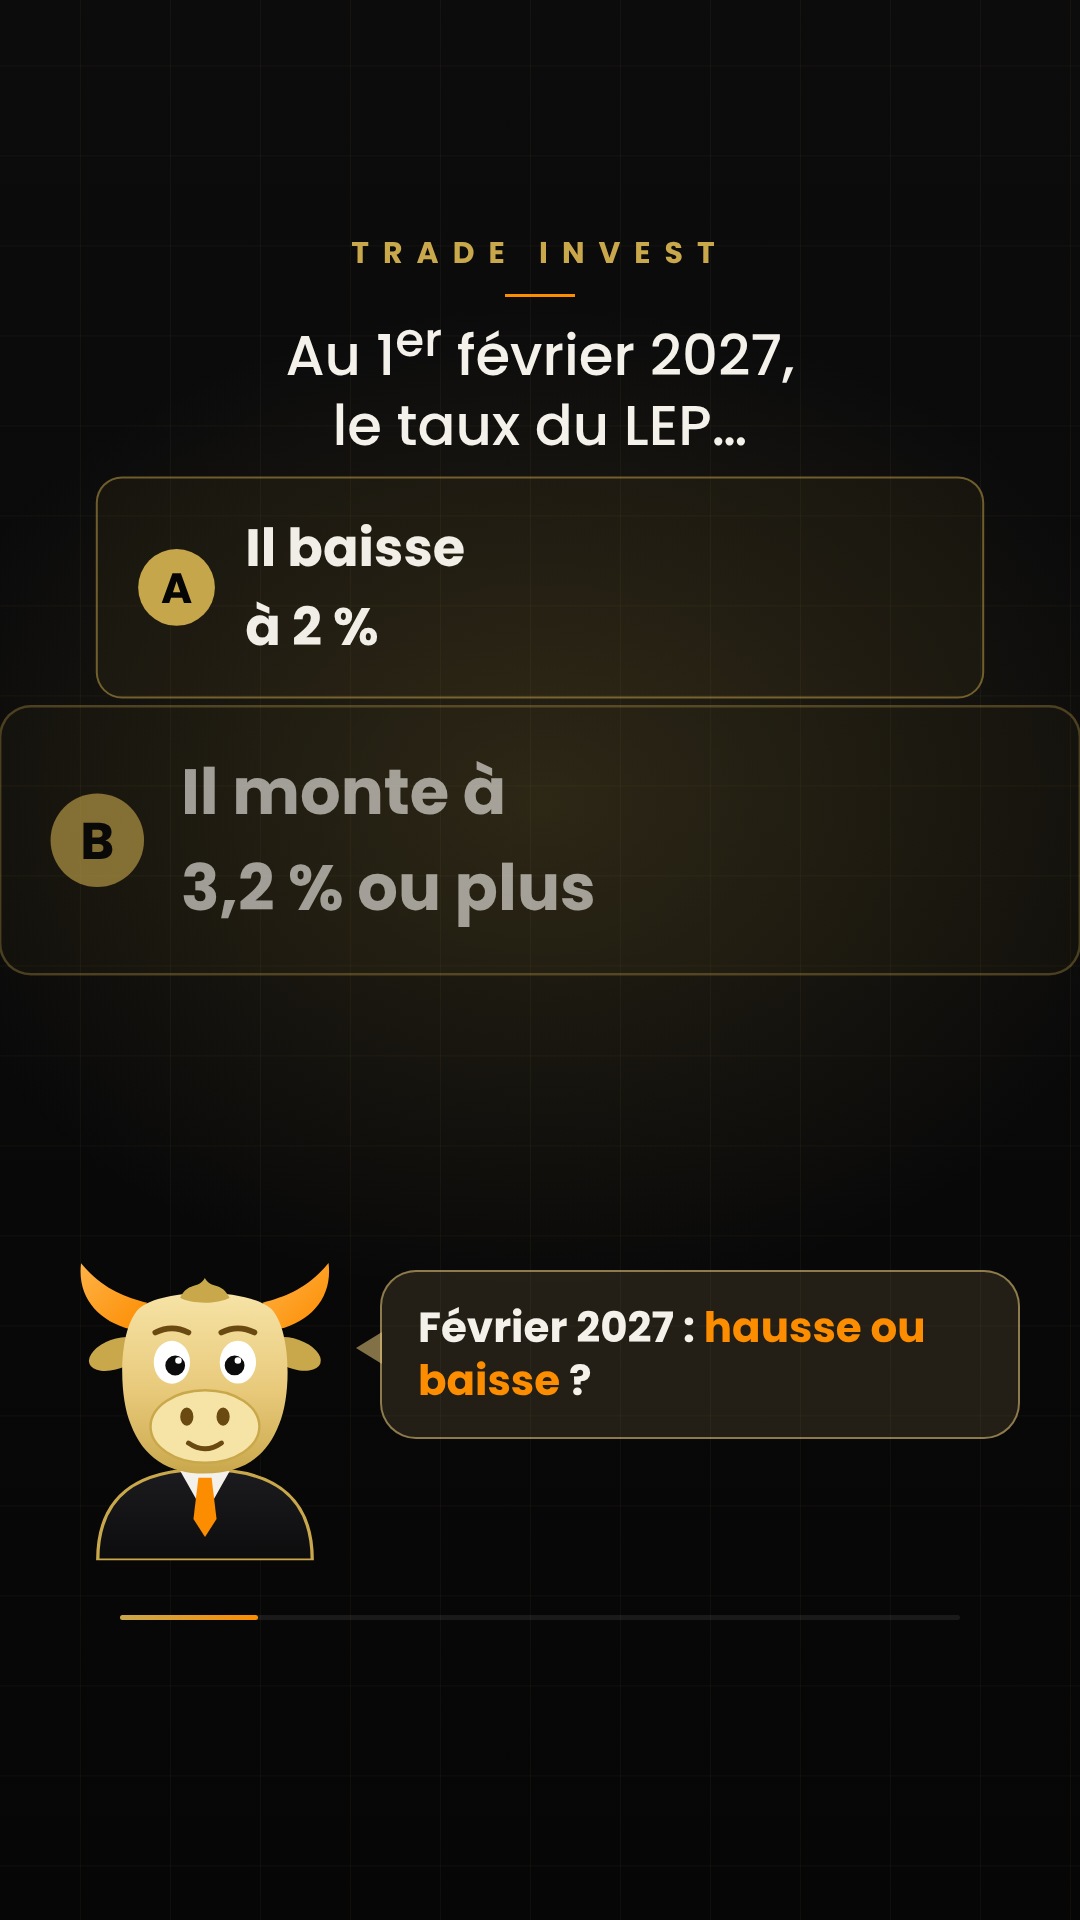 TRADE INVEST
Au 1er février 2027,
le taux du LEP...
A
Il baisse
à 2 %
B
Il monte à
3,2 % ou plus
Février 2027 : hausse ou
baisse ?